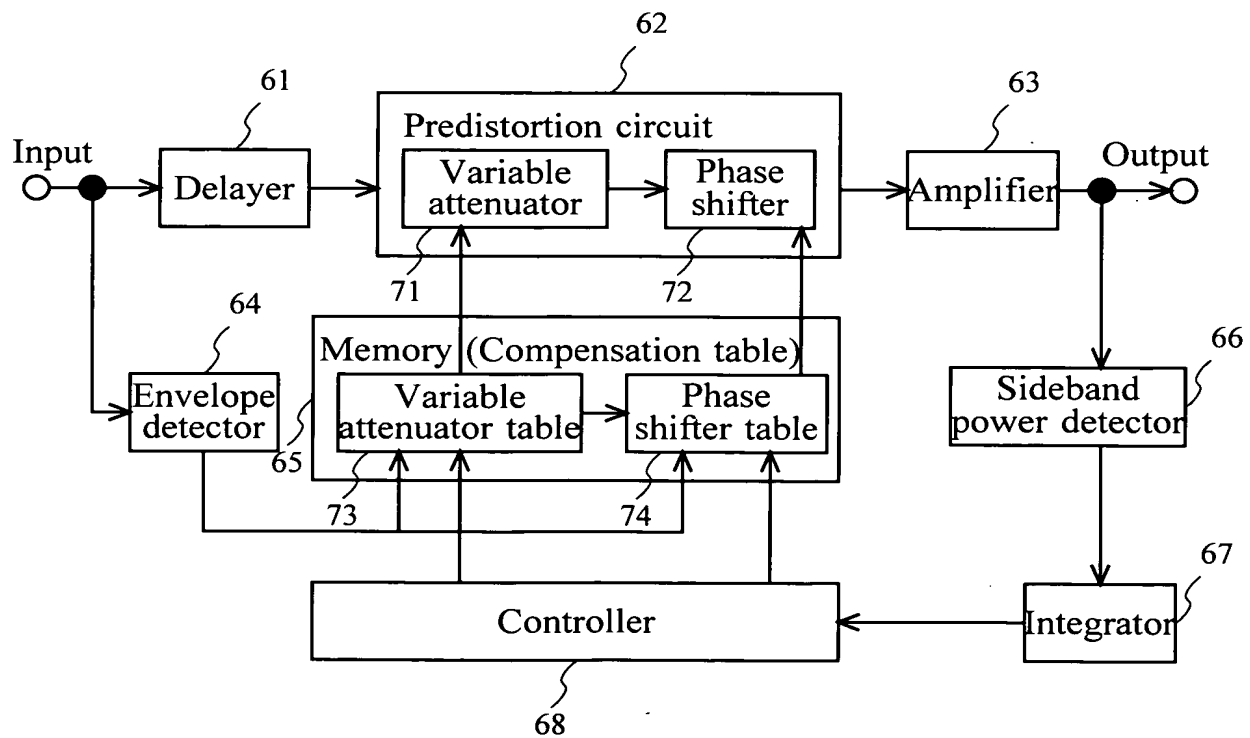 62
61
63
Input
Predistortion circuit
Output
Delayer
Variable
attenuator
Phase
shifter
Amplifier
71
72
64
Memory (Compensation table)
66
Envelope
detector
Variable
attenuator table
Phase
shifter table
Sideband
power detector
65
73
74
67
Controller
Integrator
68